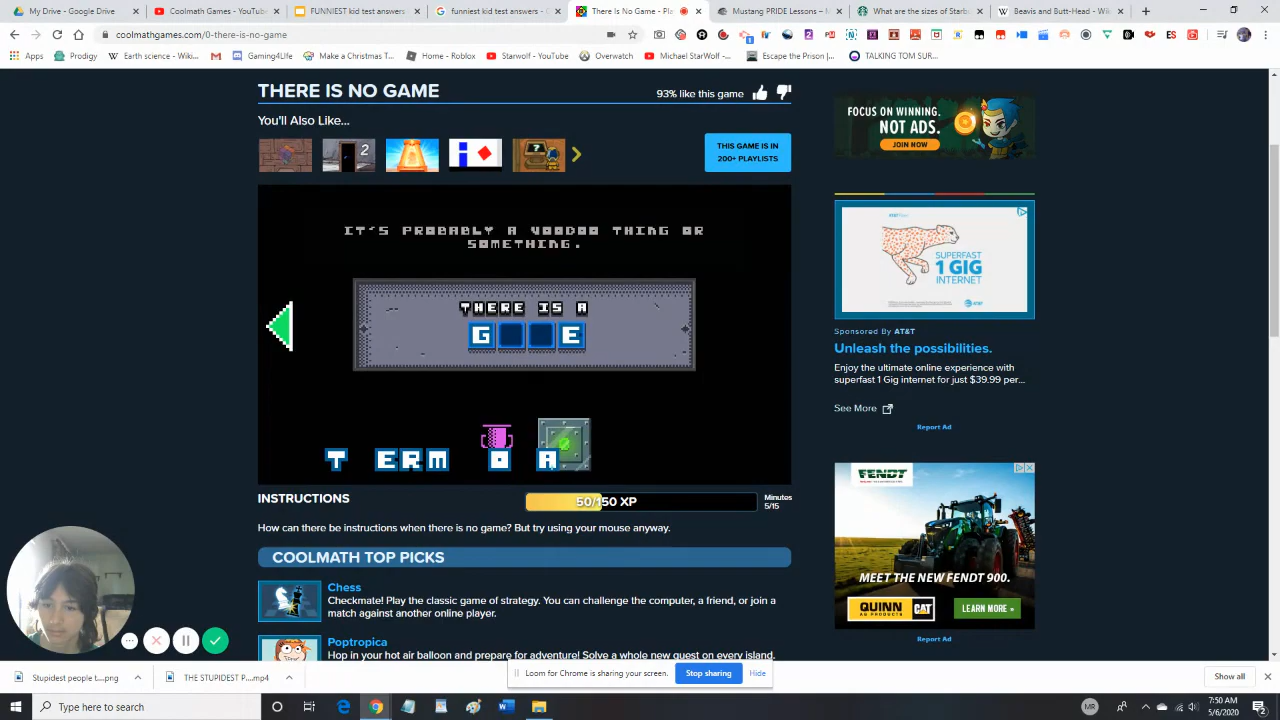 My Drive - Google Drive
Coolmath Games - YouTube
FUNNIEST kid test answers
funniest kid test answers -
There Is No Game - Pla
Mustang PRIDE Lessons – M
What are the sizes of Starb
Beavis and Butt-Head - Wiki
coolmathgames.com/0-there-is-no-game
Apps
Prodigy
Earth science - Wiki...
Gaming4Life
Make a Christmas T...
Home - Roblox
Starwolf - YouTube
Overwatch
Michael StarWolf -...
Escape the Prison |...
TALKING TOM SUR...
THERE IS NO GAME
93% like this game
You'll Also Like...
2
THIS GAME IS IN
200+ PLAYLISTS
IT'S PROBABLY A VOODOO THING OR
SOMETHING.
THERE IS A
G E
T ERM O A
INSTRUCTIONS
50/150 XP
Minutes
5/15
How can there be instructions when there is no game? But try using your mouse anyway.
COOLMATH TOP PICKS
Chess
Checkmate! Play the classic game of strategy. You can challenge the computer, a friend, or join a
match against another online player.
Poptropica
Hop in your hot air balloon and prepare for adventure! Solve a whole new quest on every island.
FOCUS ON WINNING.
NOT ADS.
JOIN NOW
SUPERFAST
1 GIG
INTERNET
AT&T
Sponsored By AT&T
Unleash the possibilities.
Enjoy the ultimate online experience with
superfast 1 Gig internet for just $39.99 per...
See More
Report Ad
FENDT
MEET THE NEW FENDT 900.
QUINN
AG PRODUCTS
CAT
LEARN MORE »
Report Ad
Loom for Chrome is sharing your screen.
Stop sharing
Hide
Stupidest people t....png
THE STUPIDEST P....mp4
Show all
Type here to search
MR
7:50 AM
5/6/2020
2